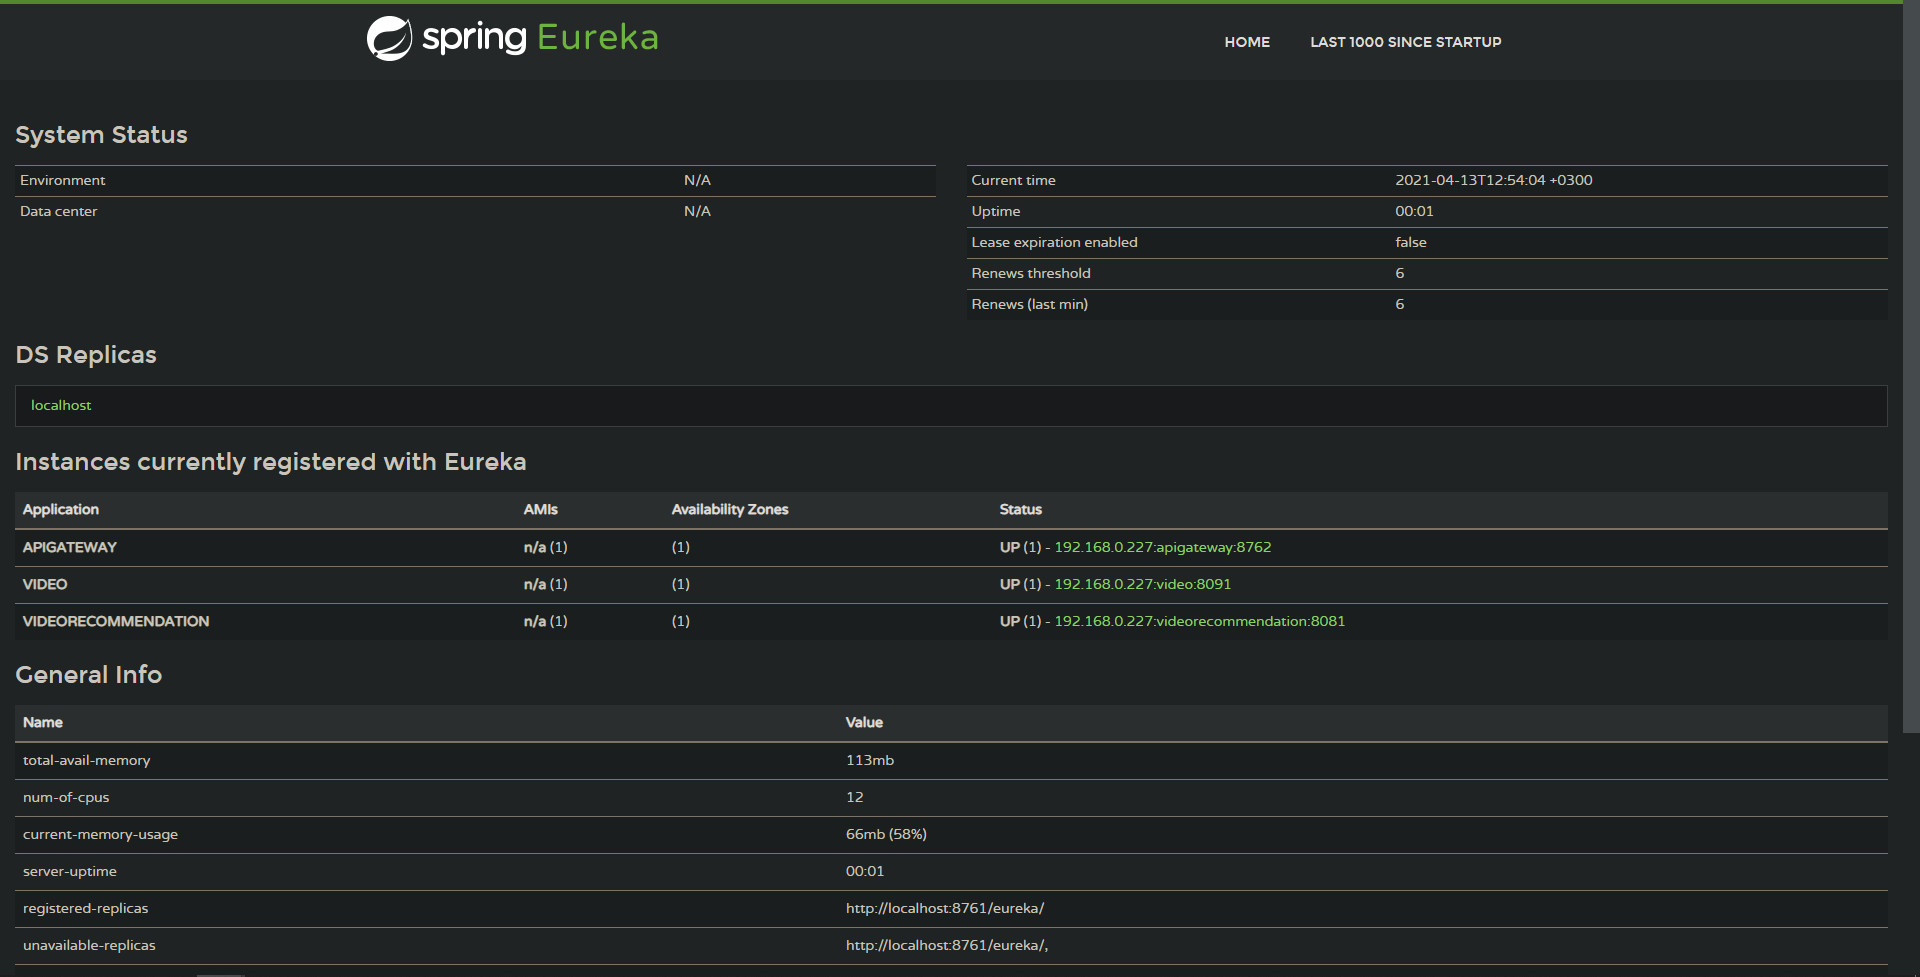 spring Eureka
HOME LAST 1000 SINCE STARTUP
System Status
Environment N/A
Data center N/A
Current time 2021-04-13T12:54:04 +0300
Uptime 00:01
Lease expiration enabled false
Renews threshold 6
Renews (last min) 6
DS Replicas
localhost
Instances currently registered with Eureka
Application AMIs Availability Zones Status
APIGATEWAY n/a (1) (1) UP (1) - 192.168.0.227:apigateway:8762
VIDEO n/a (1) (1) UP (1) - 192.168.0.227:video:8091
VIDEORECOMMENDATION n/a (1) (1) UP (1) - 192.168.0.227:videorecommendation:8081
General Info
Name Value
total-avail-memory 113mb
num-of-cpus 12
current-memory-usage 66mb (58%)
server-uptime 00:01
registered-replicas http://localhost:8761/eureka/
unavailable-replicas http://localhost:8761/eureka/,